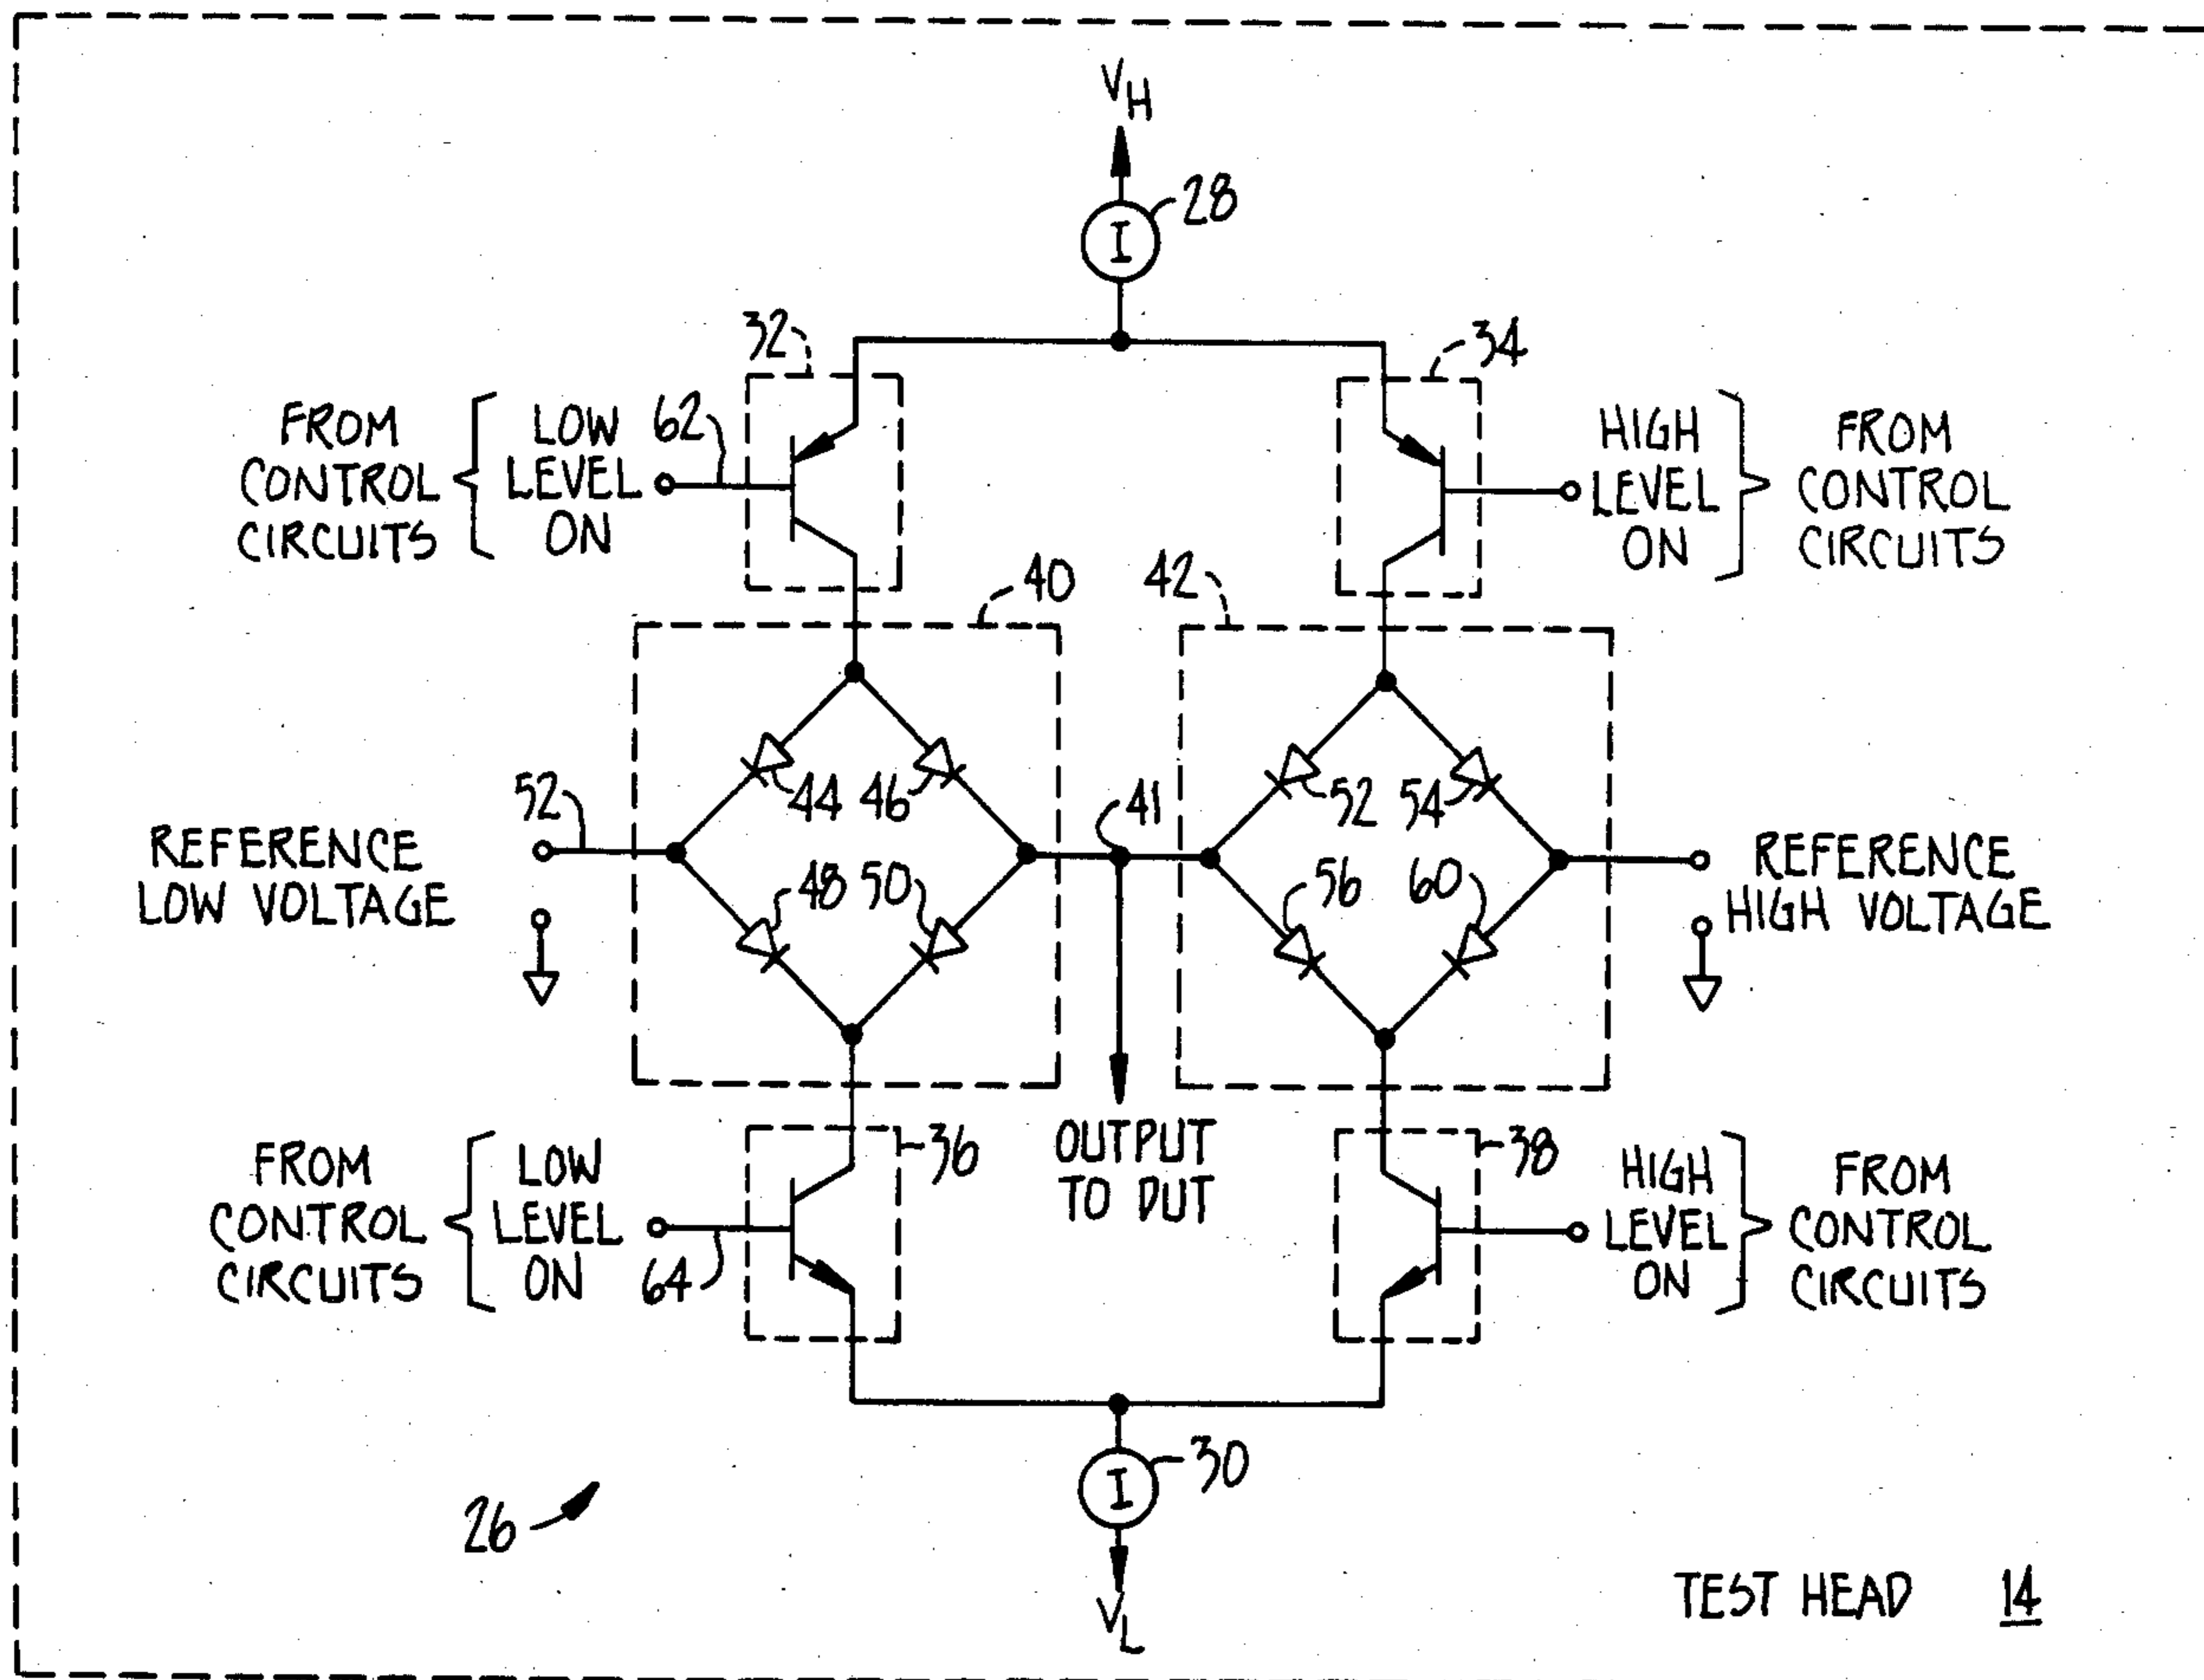 V_H
I
28
32
34
FROM CONTROL CIRCUITS
LOW LEVEL ON
62
HIGH LEVEL ON
FROM CONTROL CIRCUITS
40
42
52
44
46
41
52
54
REFERENCE LOW VOLTAGE
REFERENCE HIGH VOLTAGE
48
50
56
60
FROM CONTROL CIRCUITS
LOW LEVEL ON
64
36
OUTPUT TO DUT
38
HIGH LEVEL ON
FROM CONTROL CIRCUITS
I
30
26
V_L
TEST HEAD 14